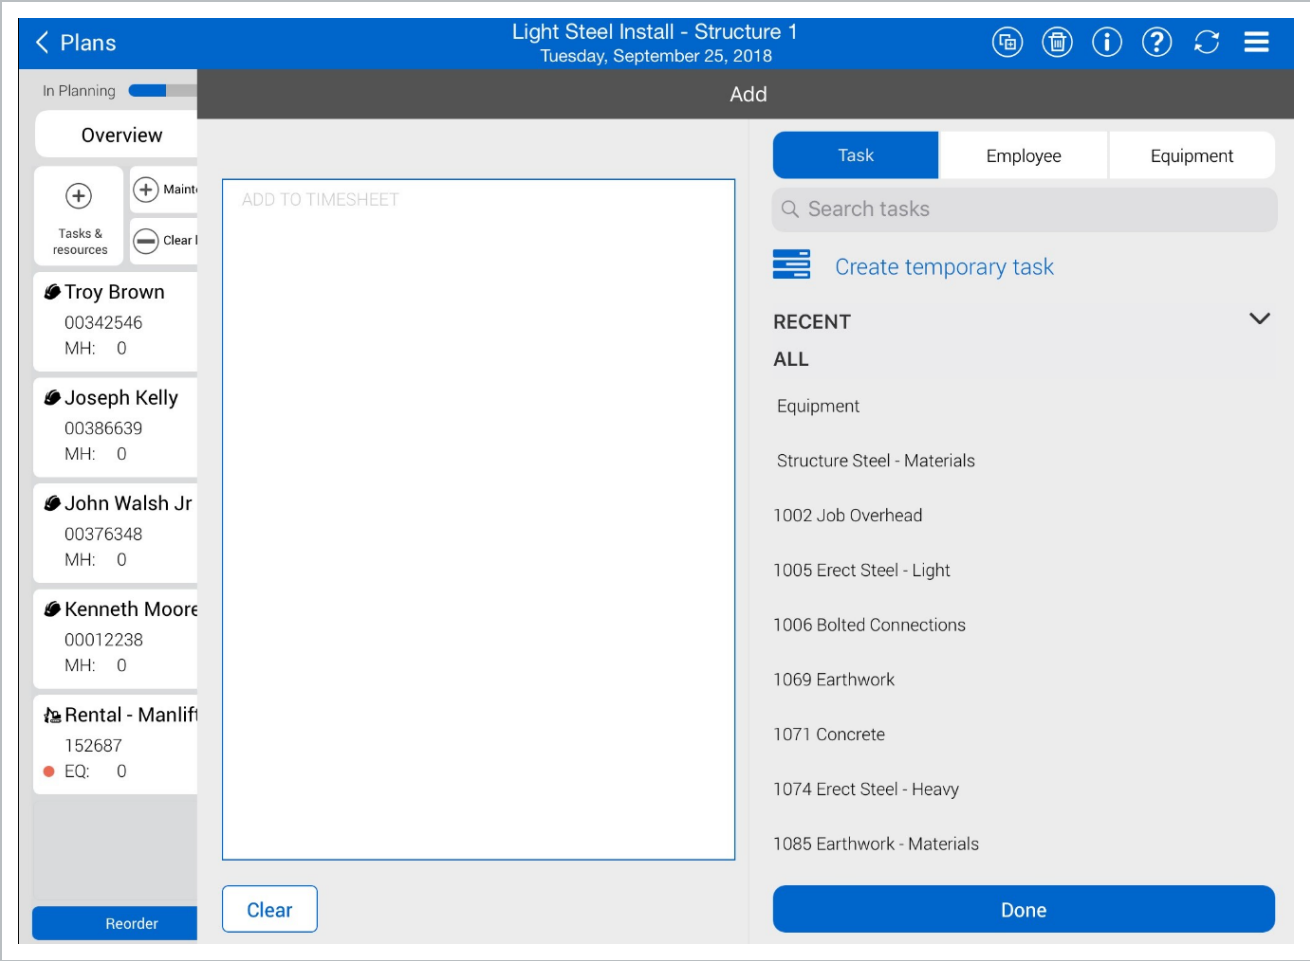 Plans
Light Steel Install - Structure 1
Tuesday, September 25, 2018
In Planning
Overview
Tasks &
resources
Clear
Troy Brown
00342546
MH: 0
Joseph Kelly
00386639
MH: 0
John Walsh Jr
00376348
MH: 0
Kenneth Moore
00012238
MH: 0
Rental - Manlift
152687
EQ: 0
Reorder
Add
ADD TO TIMESHEET
Clear
Task
Employee
Equipment
Search tasks
Create temporary task
RECENT
ALL
Equipment
Structure Steel - Materials
1002 Job Overhead
1005 Erect Steel - Light
1006 Bolted Connections
1069 Earthwork
1071 Concrete
1074 Erect Steel - Heavy
1085 Earthwork - Materials
Done